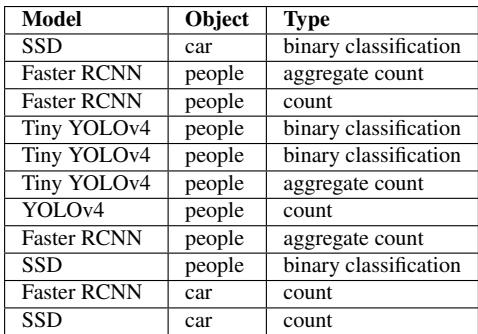 Model Object Type
SSD car binary classification
Faster RCNN people aggregate count
Faster RCNN people count
Tiny YOLOv4 people binary classification
Tiny YOLOv4 people binary classification
Tiny YOLOv4 people aggregate count
YOLOv4 people count
Faster RCNN people aggregate count
SSD people binary classification
Faster RCNN car count
SSD car count